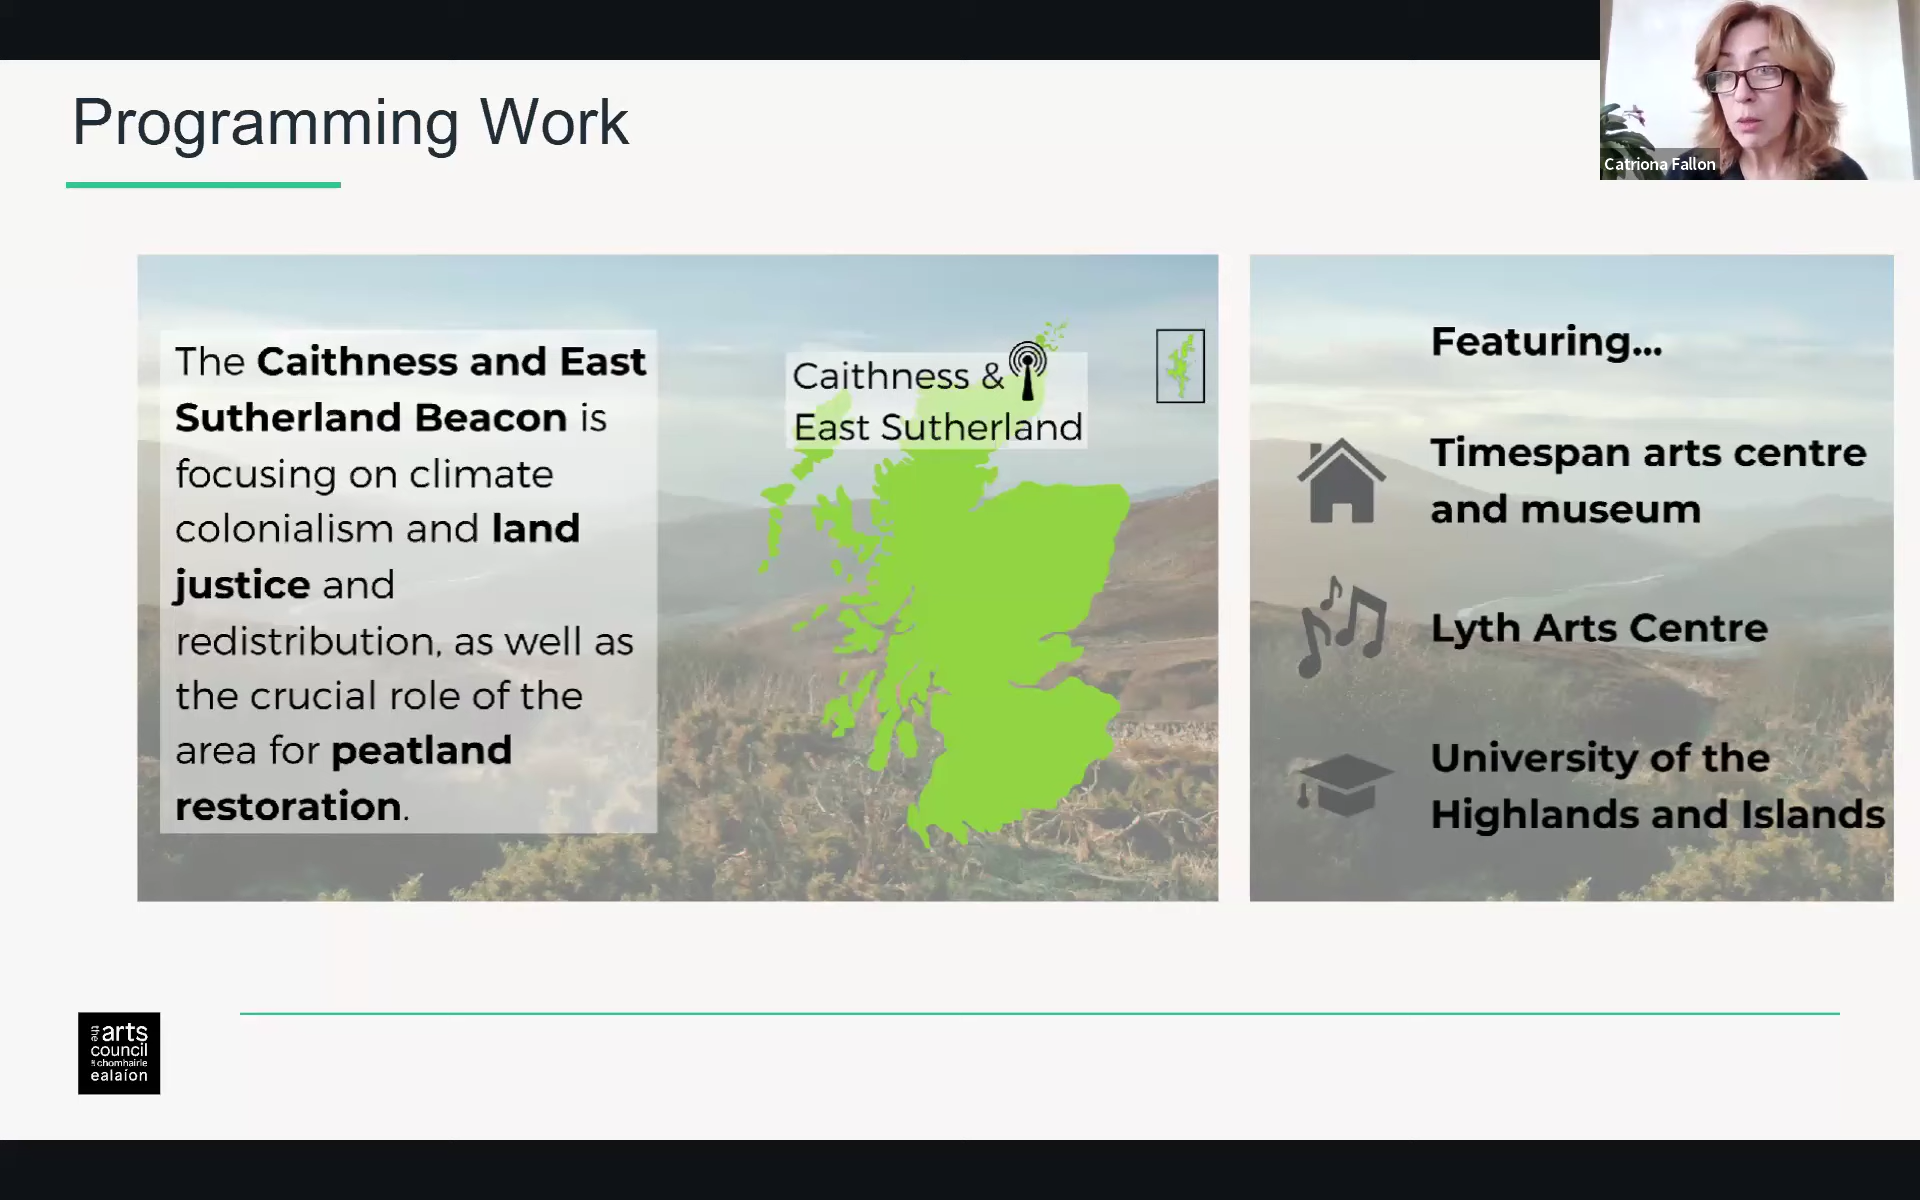 Programming Work
Catriona Fallon
The Caithness and East
Sutherland Beacon is
focusing on climate
colonialism and land
justice and
redistribution, as well as
the crucial role of the
area for peatland
restoration.
Caithness &
East Sutherland
Featuring...
Timespan arts centre
and museum
Lyth Arts Centre
University of the
Highlands and Islands
the arts
council
chomhairle
ealaíon